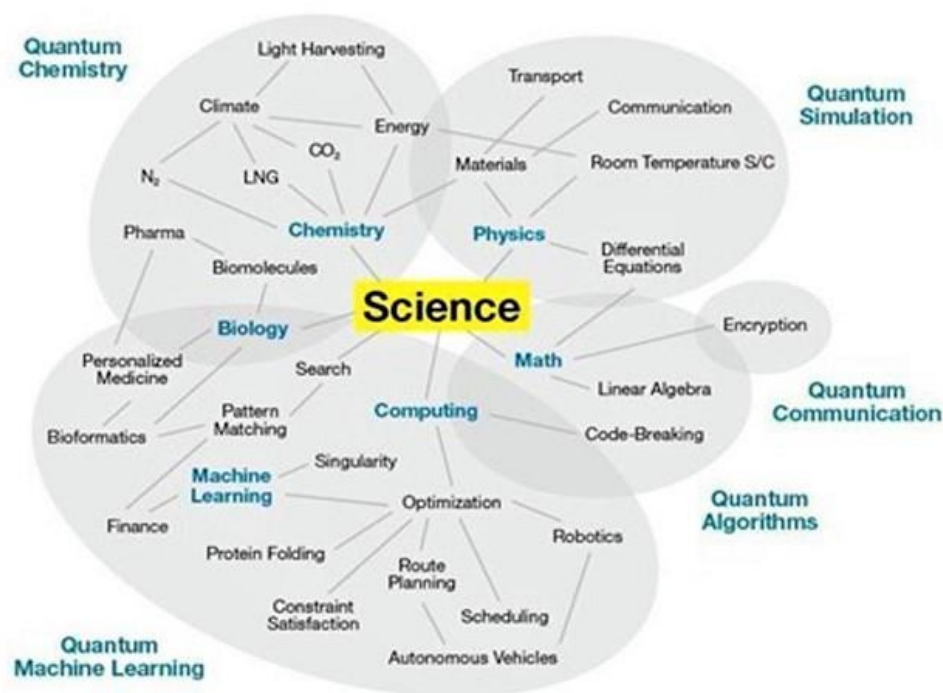 Quantum
Chemistry
Light Harvesting
Climate
Energy
CO₂
N₂
LNG
Chemistry
Pharma
Biomolecules
Transport
Communication
Materials
Room Temperature S/C
Physics
Differential
Equations
Quantum
Simulation
Science
Biology
Personalized
Medicine
Search
Math
Encryption
Linear Algebra
Code-Breaking
Quantum
Communication
Computing
Pattern
Matching
Bioformatics
Machine
Learning
Singularity
Optimization
Quantum
Algorithms
Finance
Protein Folding
Robotics
Route
Planning
Constraint
Satisfaction
Scheduling
Autonomous Vehicles
Quantum
Machine Learning